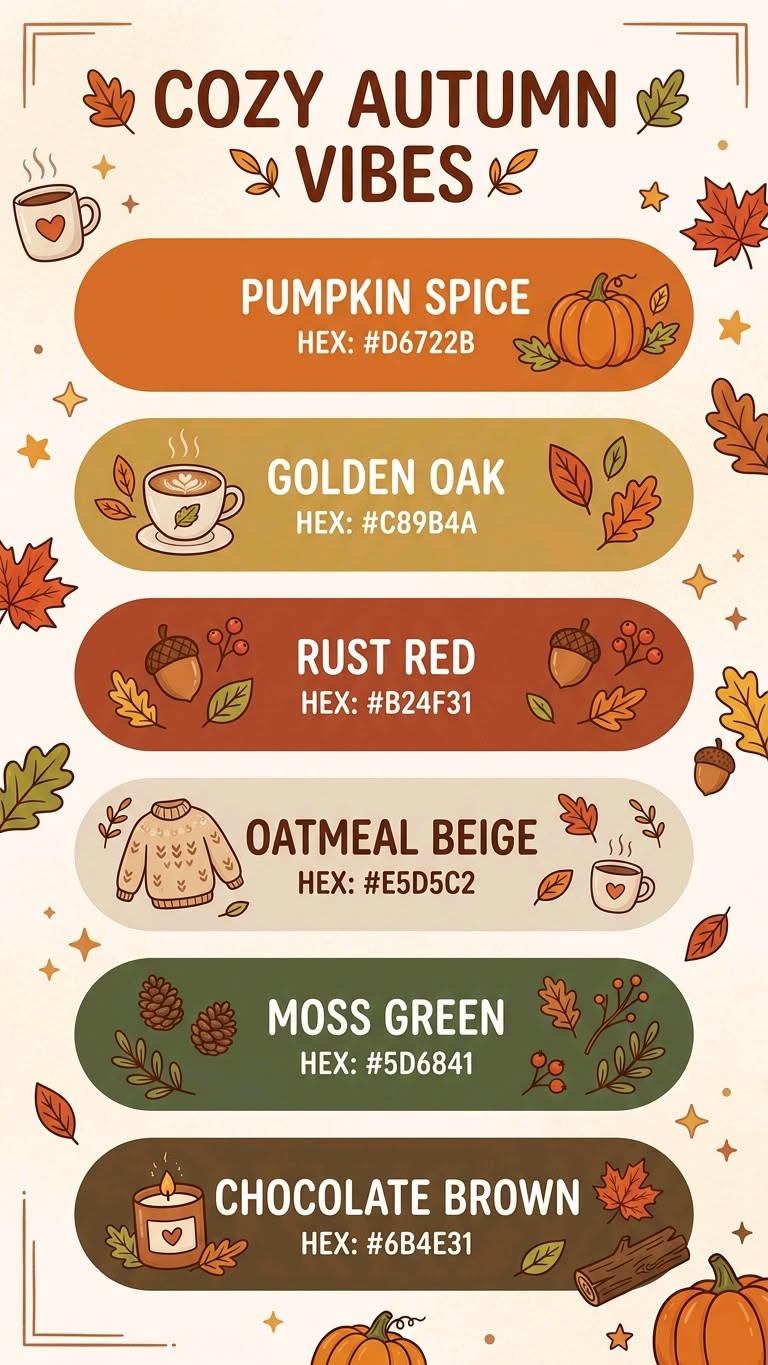 COZY AUTUMN
VIBES
PUMPKIN SPICE
HEX: #D6722B
GOLDEN OAK
HEX: #C89B4A
RUST RED
HEX: #B24F31
OATMEAL BEIGE
HEX: #E5D5C2
MOSS GREEN
HEX: #5D6841
CHOCOLATE BROWN
HEX: #6B4E31